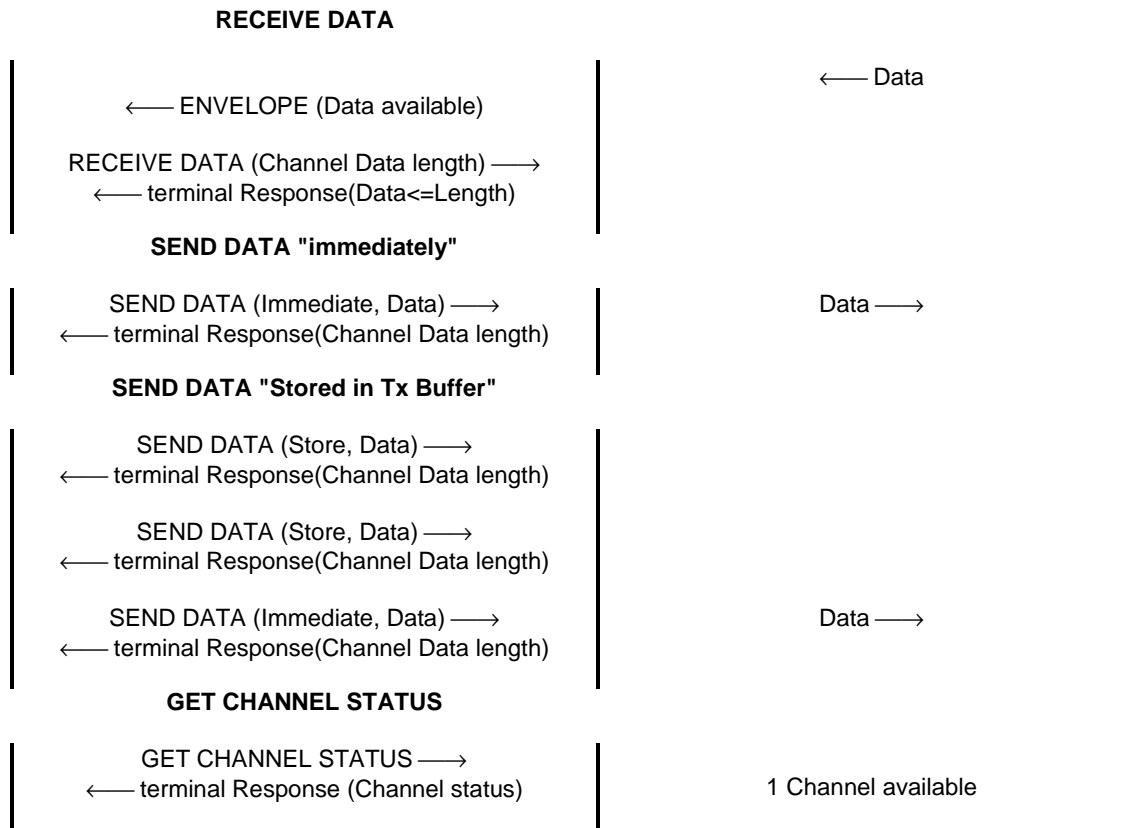 RECEIVE DATA
← Data
← ENVELOPE (Data available)
RECEIVE DATA (Channel Data length) →
← terminal Response(Data<=Length)
SEND DATA "immediately"
SEND DATA (Immediate, Data) → Data →
← terminal Response(Channel Data length)
SEND DATA "Stored in Tx Buffer"
SEND DATA (Store, Data) →
← terminal Response(Channel Data length)
SEND DATA (Store, Data) →
← terminal Response(Channel Data length)
SEND DATA (Immediate, Data) → Data →
← terminal Response(Channel Data length)
GET CHANNEL STATUS
GET CHANNEL STATUS →
← terminal Response (Channel status) 1 Channel available